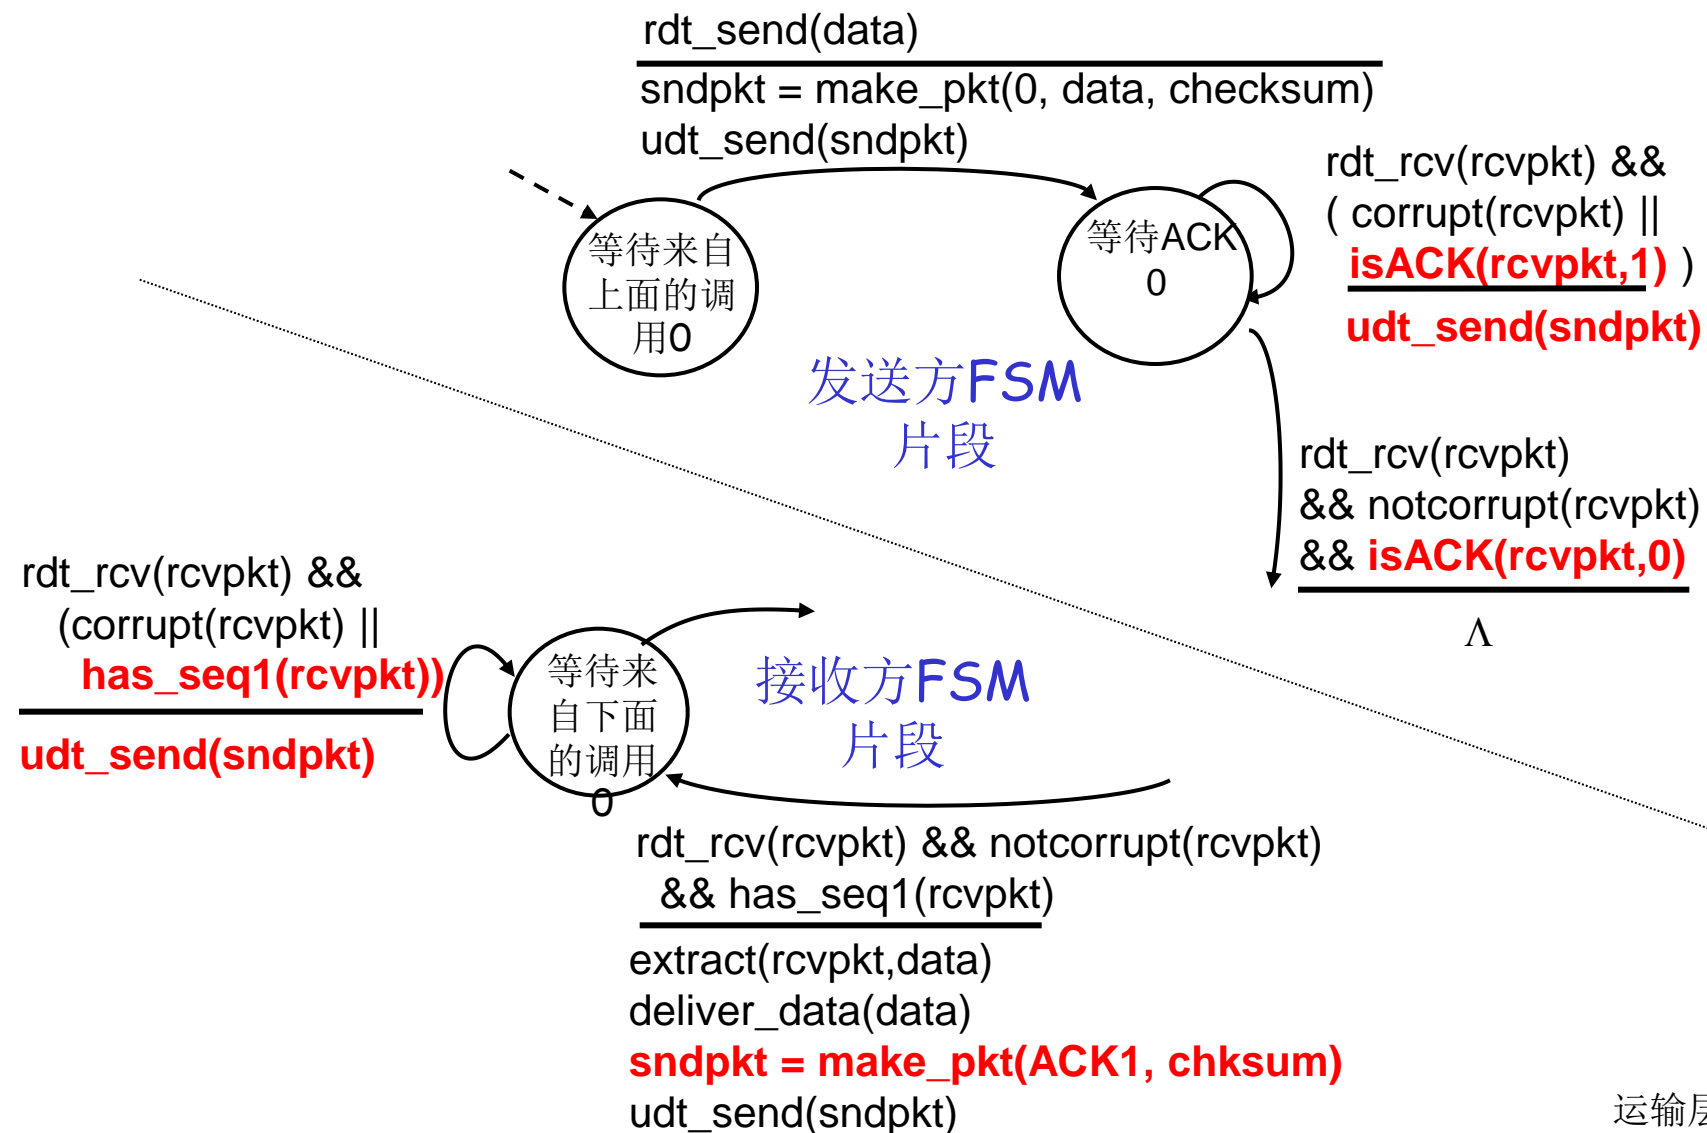 rdt_send(data)
sndpkt = make_pkt(0, data, checksum)
udt_send(sndpkt)
等待来自
上面的调
用0
等待ACK
0
rdt_rcv(rcvpkt) &&
( corrupt(rcvpkt) ||
isACK(rcvpkt,1) )
udt_send(sndpkt)
发送方FSM
片段
rdt_rcv(rcvpkt)
&& notcorrupt(rcvpkt)
&& isACK(rcvpkt,0)
Λ
rdt_rcv(rcvpkt) &&
(corrupt(rcvpkt) ||
has_seq1(rcvpkt))
udt_send(sndpkt)
等待来
自下面
的调用
0
接收方FSM
片段
rdt_rcv(rcvpkt) && notcorrupt(rcvpkt)
&& has_seq1(rcvpkt)
extract(rcvpkt,data)
deliver_data(data)
sndpkt = make_pkt(ACK1, chksum)
udt_send(sndpkt)
运输层